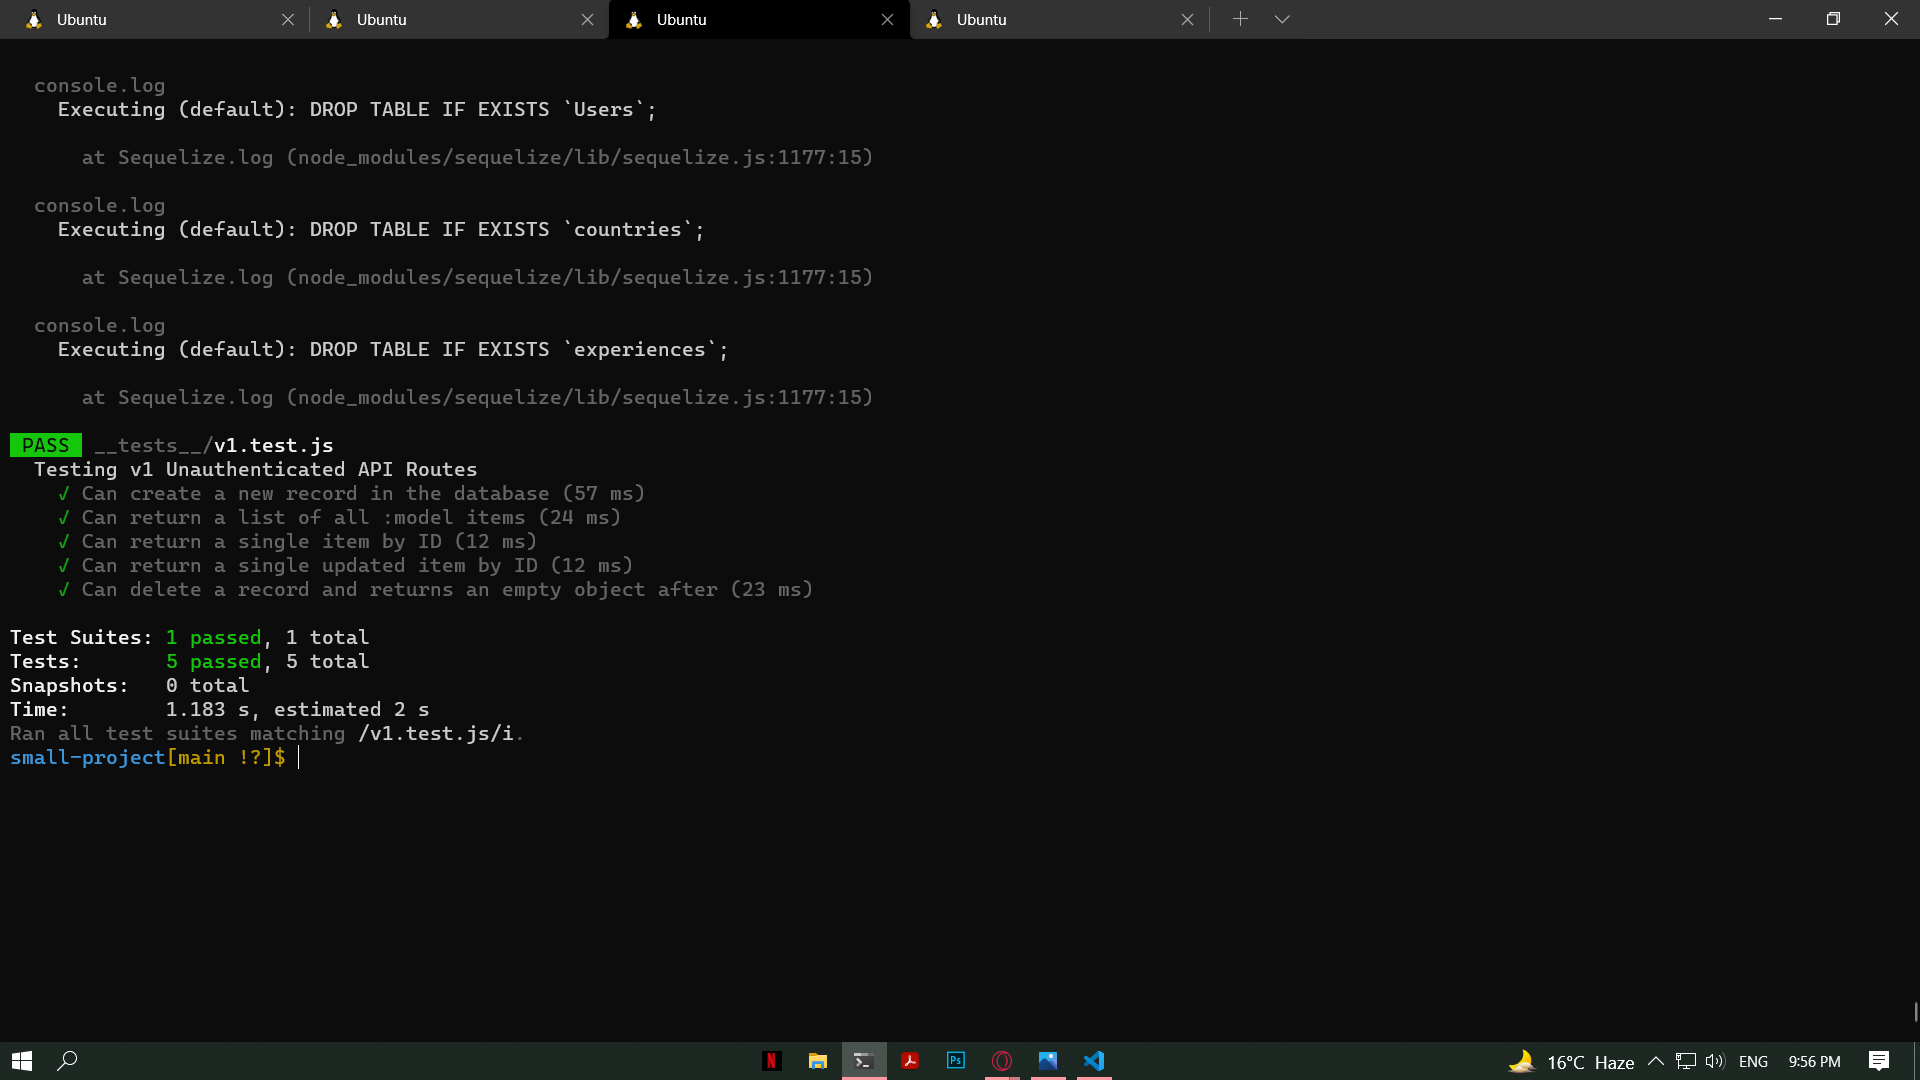 Ubuntu Ubuntu Ubuntu Ubuntu
console.log
Executing (default): DROP TABLE IF EXISTS `Users`;
at Sequelize.log (node_modules/sequelize/lib/sequelize.js:1177:15)
console.log
Executing (default): DROP TABLE IF EXISTS `countries`;
at Sequelize.log (node_modules/sequelize/lib/sequelize.js:1177:15)
console.log
Executing (default): DROP TABLE IF EXISTS `experiences`;
at Sequelize.log (node_modules/sequelize/lib/sequelize.js:1177:15)
PASS __tests__/v1.test.js
Testing v1 Unauthenticated API Routes
√ Can create a new record in the database (57 ms)
√ Can return a list of all :model items (24 ms)
√ Can return a single item by ID (12 ms)
√ Can return a single updated item by ID (12 ms)
√ Can delete a record and returns an empty object after (23 ms)
Test Suites: 1 passed, 1 total
Tests: 5 passed, 5 total
Snapshots: 0 total
Time: 1.183 s, estimated 2 s
Ran all test suites matching /v1.test.js/i.
small-project[main !?]$
N Ps 16°C Haze ENG 9:56 PM